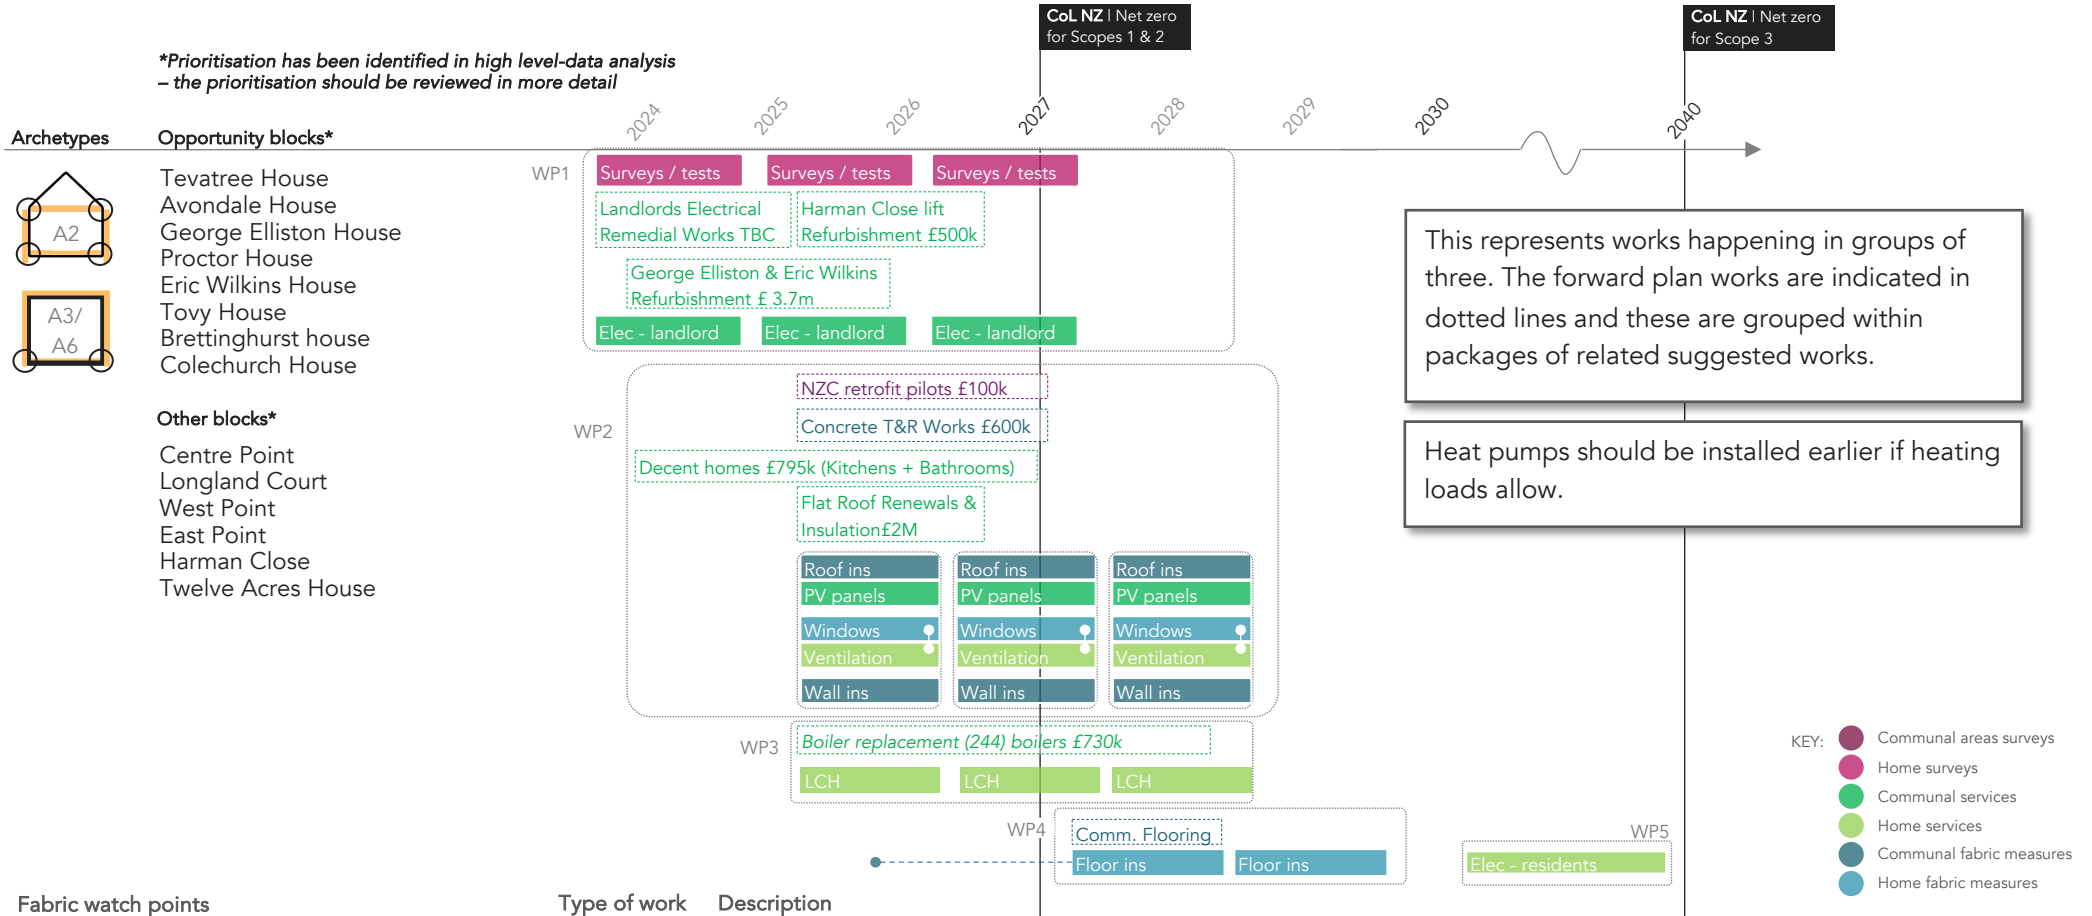 CoL NZ | Net zero
for Scopes 1 & 2
CoL NZ | Net zero
for Scope 3
*Prioritisation has been identified in high level-data analysis
– the prioritisation should be reviewed in more detail
2024
2025
2026
2027
2028
2029
2030
2040
Archetypes
Opportunity blocks*
A2
A3/
A6
Tevatree House
Avondale House
George Elliston House
Proctor House
Eric Wilkins House
Tovy House
Brettinghurst house
Colechurch House
Other blocks*
Centre Point
Longland Court
West Point
East Point
Harman Close
Twelve Acres House
WP1
Surveys / tests
Surveys / tests
Surveys / tests
Landlords Electrical
Remedial Works TBC
Harman Close lift
Refurbishment £500k
George Elliston & Eric Wilkins
Refurbishment £ 3.7m
Elec - landlord
Elec - landlord
Elec - landlord
WP2
NZC retrofit pilots £100k
Concrete T&R Works £600k
Decent homes £795k (Kitchens + Bathrooms)
Flat Roof Renewals &
Insulation£2M
Roof ins
Roof ins
Roof ins
PV panels
PV panels
PV panels
Windows
Windows
Windows
Ventilation
Ventilation
Ventilation
Wall ins
Wall ins
Wall ins
WP3
Boiler replacement (244) boilers £730k
LCH
LCH
LCH
WP4
Comm. Flooring
Floor ins
Floor ins
WP5
Elec - residents
This represents works happening in groups of
three. The forward plan works are indicated in
dotted lines and these are grouped within
packages of related suggested works.
Heat pumps should be installed earlier if heating
loads allow.
KEY:
Communal areas surveys
Home surveys
Communal services
Home services
Communal fabric measures
Home fabric measures
Fabric watch points
Type of work
Description